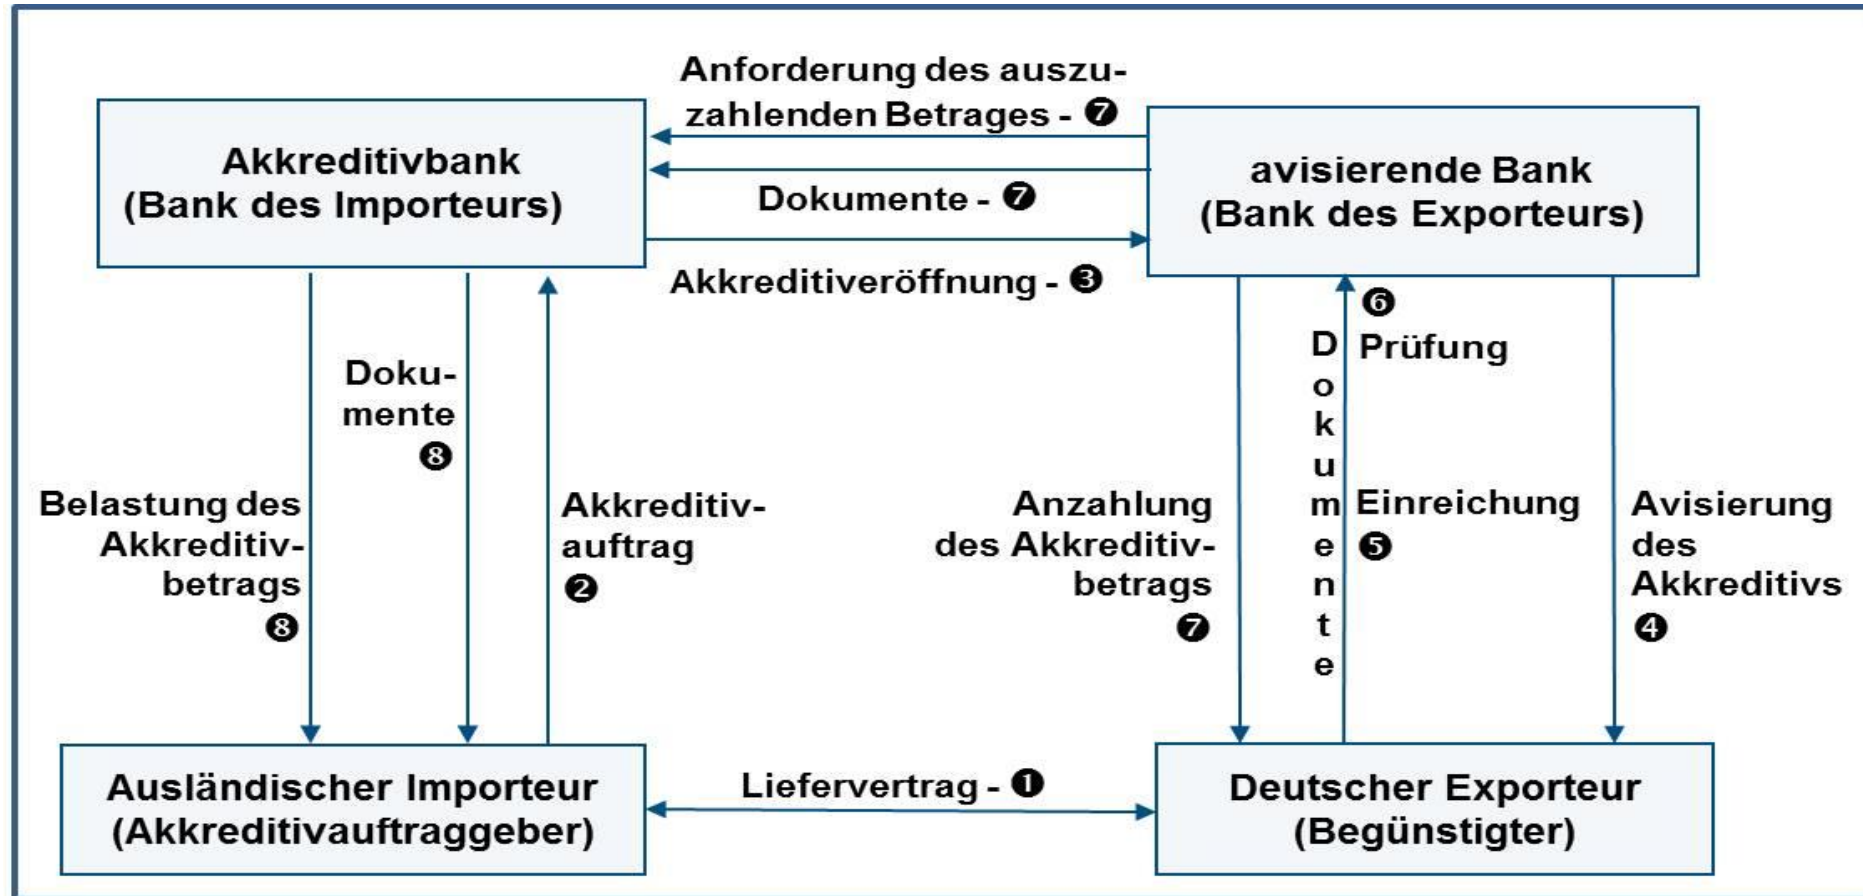 Anforderung des auszu-
zahlenden Betrages - ❼
Akkreditivbank
(Bank des Importeurs)
avisierende Bank
(Bank des Exporteurs)
Dokumente - ❼
Akkreditiveröffnung - ❸
Doku-
mente
❽
Belastung des
Akkreditiv-
betrags
❽
Akkreditiv-
auftrag
❷
Anzahlung
des Akkreditiv-
betrags
❼
Dokumente
❻
Prüfung
Einreichung
❺
Avisierung
des
Akkreditivs
❹
Ausländischer Importeur
(Akkreditivauftraggeber)
Liefervertrag - ❶
Deutscher Exporteur
(Begünstigter)